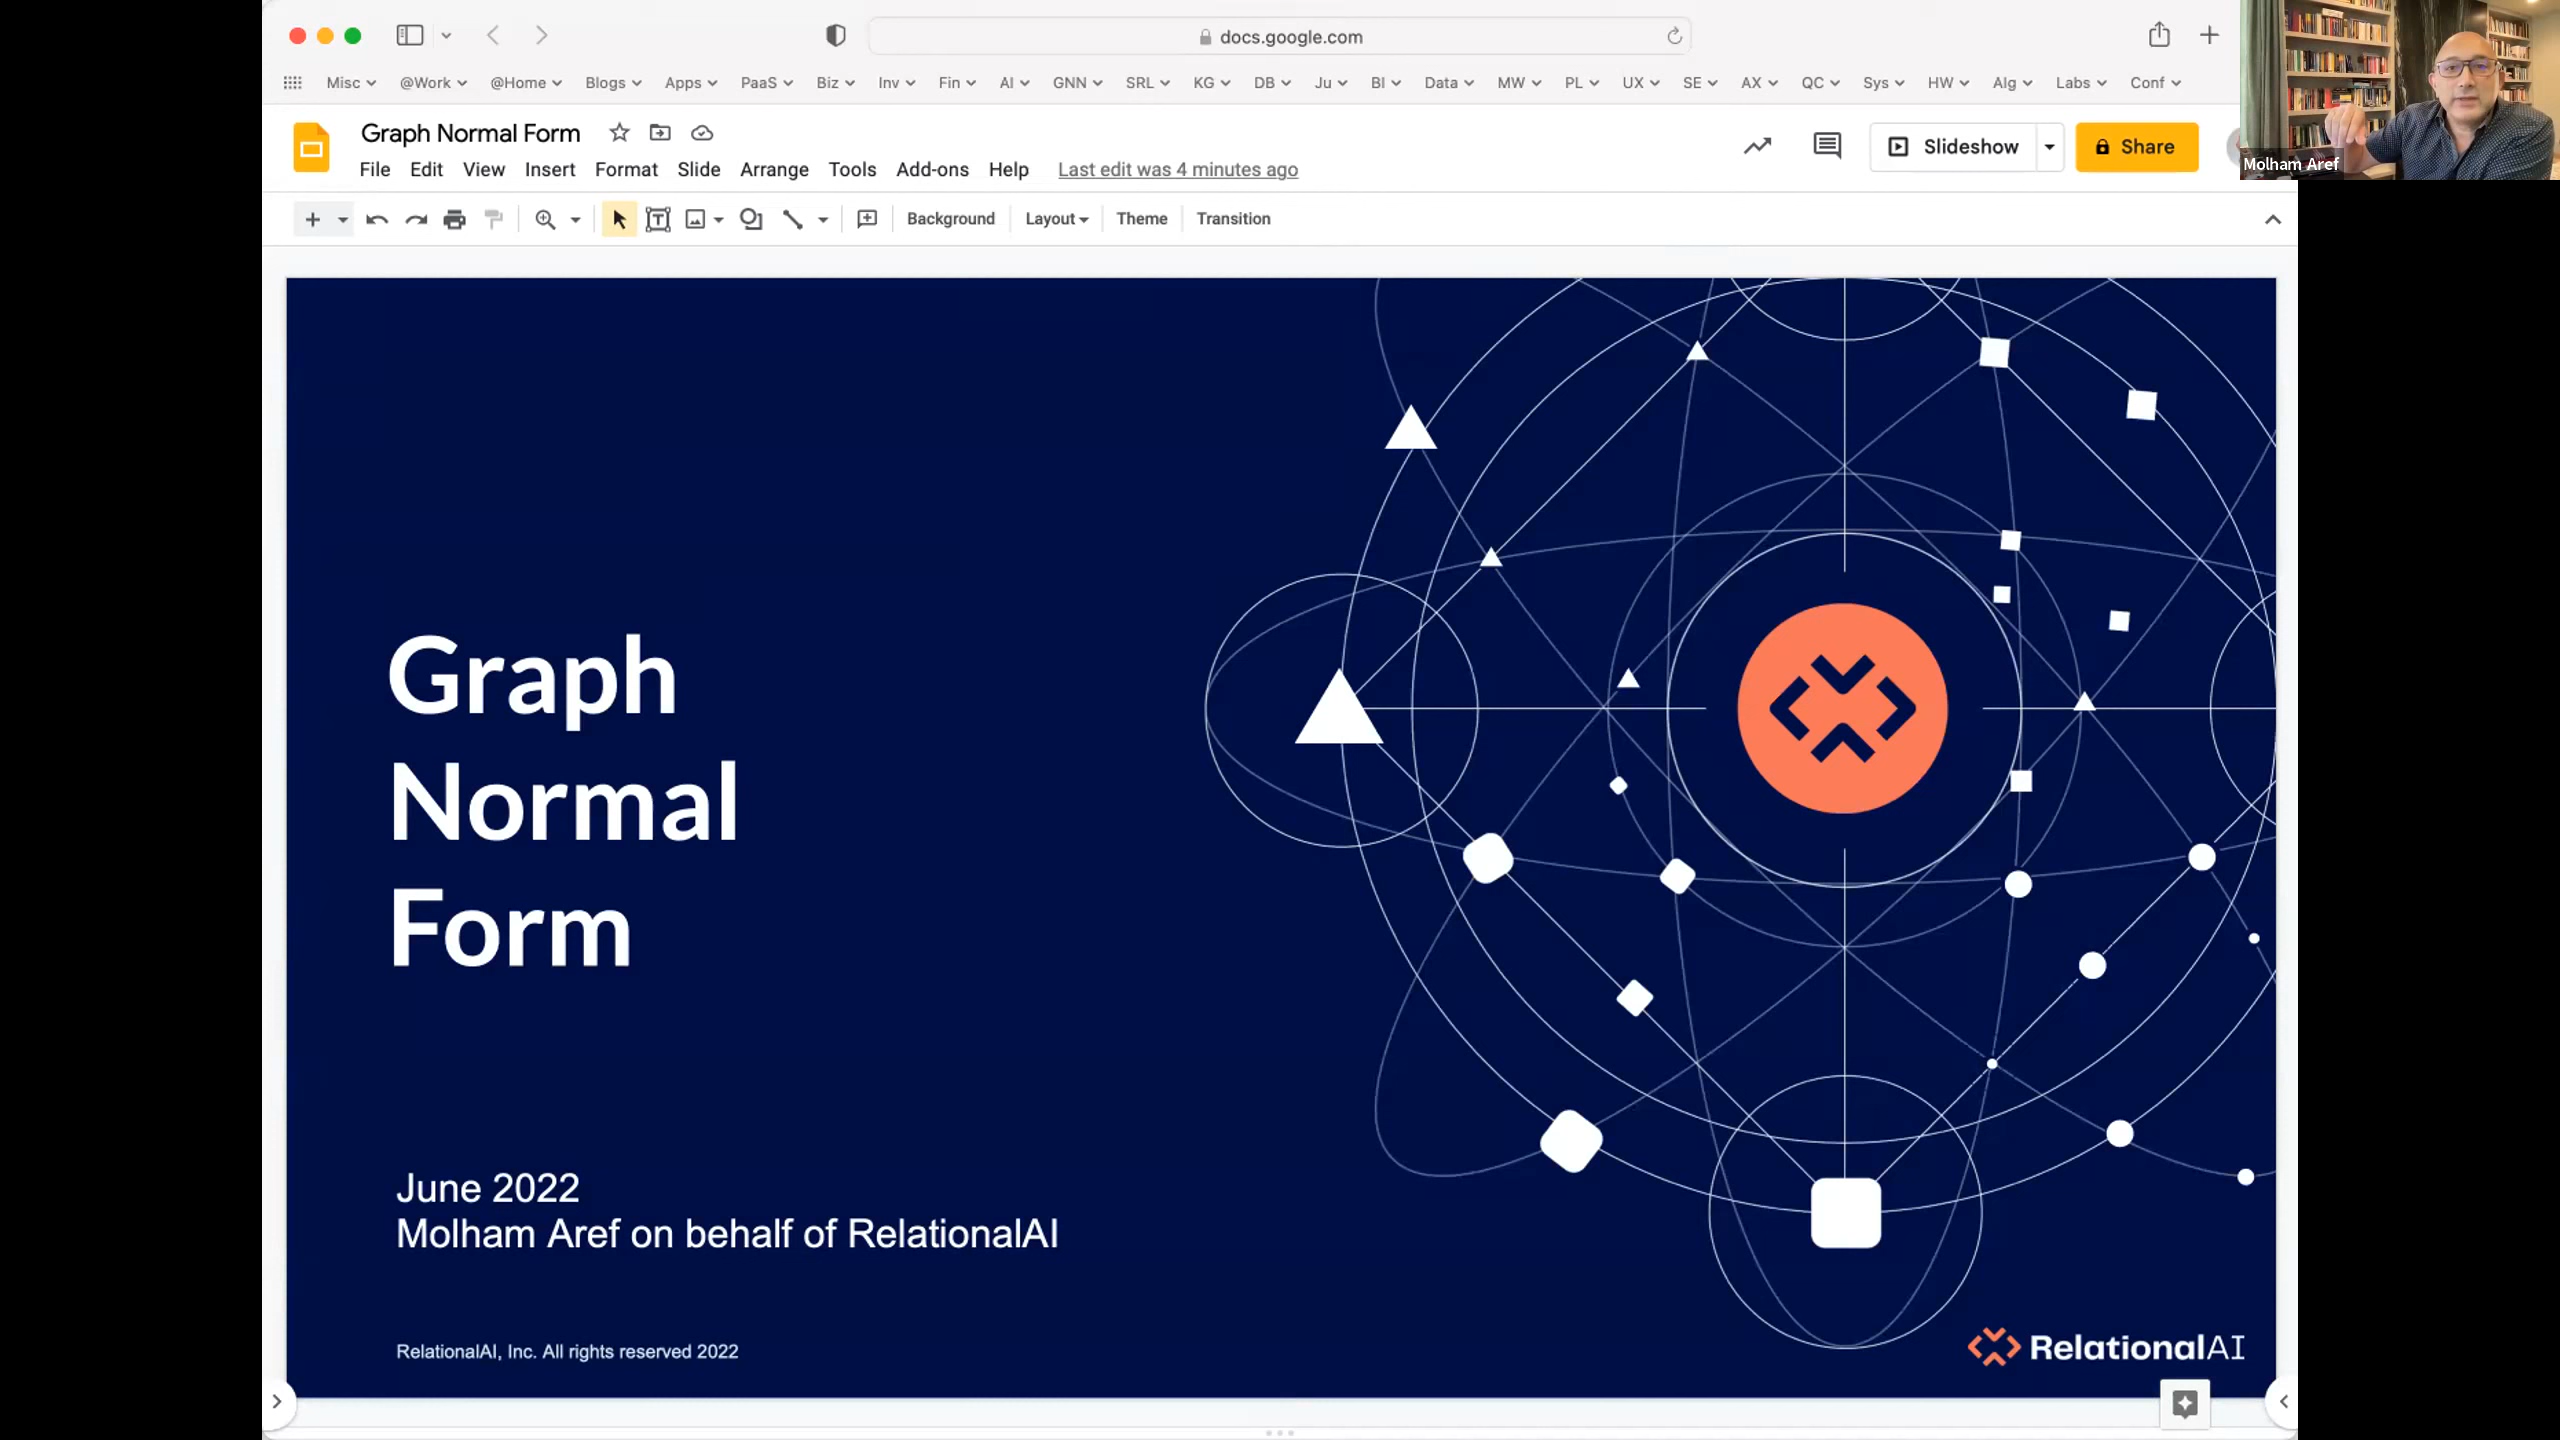 docs.google.com
Misc @Work @Home Blogs Apps PaaS Biz Inv Fin AI GNN SRL KG DB Ju BI Data MW PL UX SE AX QC Sys HW Alg Labs Conf
Molham Aref
Graph Normal Form
Slideshow
Share
File Edit View Insert Format Slide Arrange Tools Add-ons Help Last edit was 4 minutes ago
Background Layout Theme Transition
Graph
Normal
Form
June 2022
Molham Aref on behalf of RelationalAI
RelationalAI, Inc. All rights reserved 2022
RelationalAI